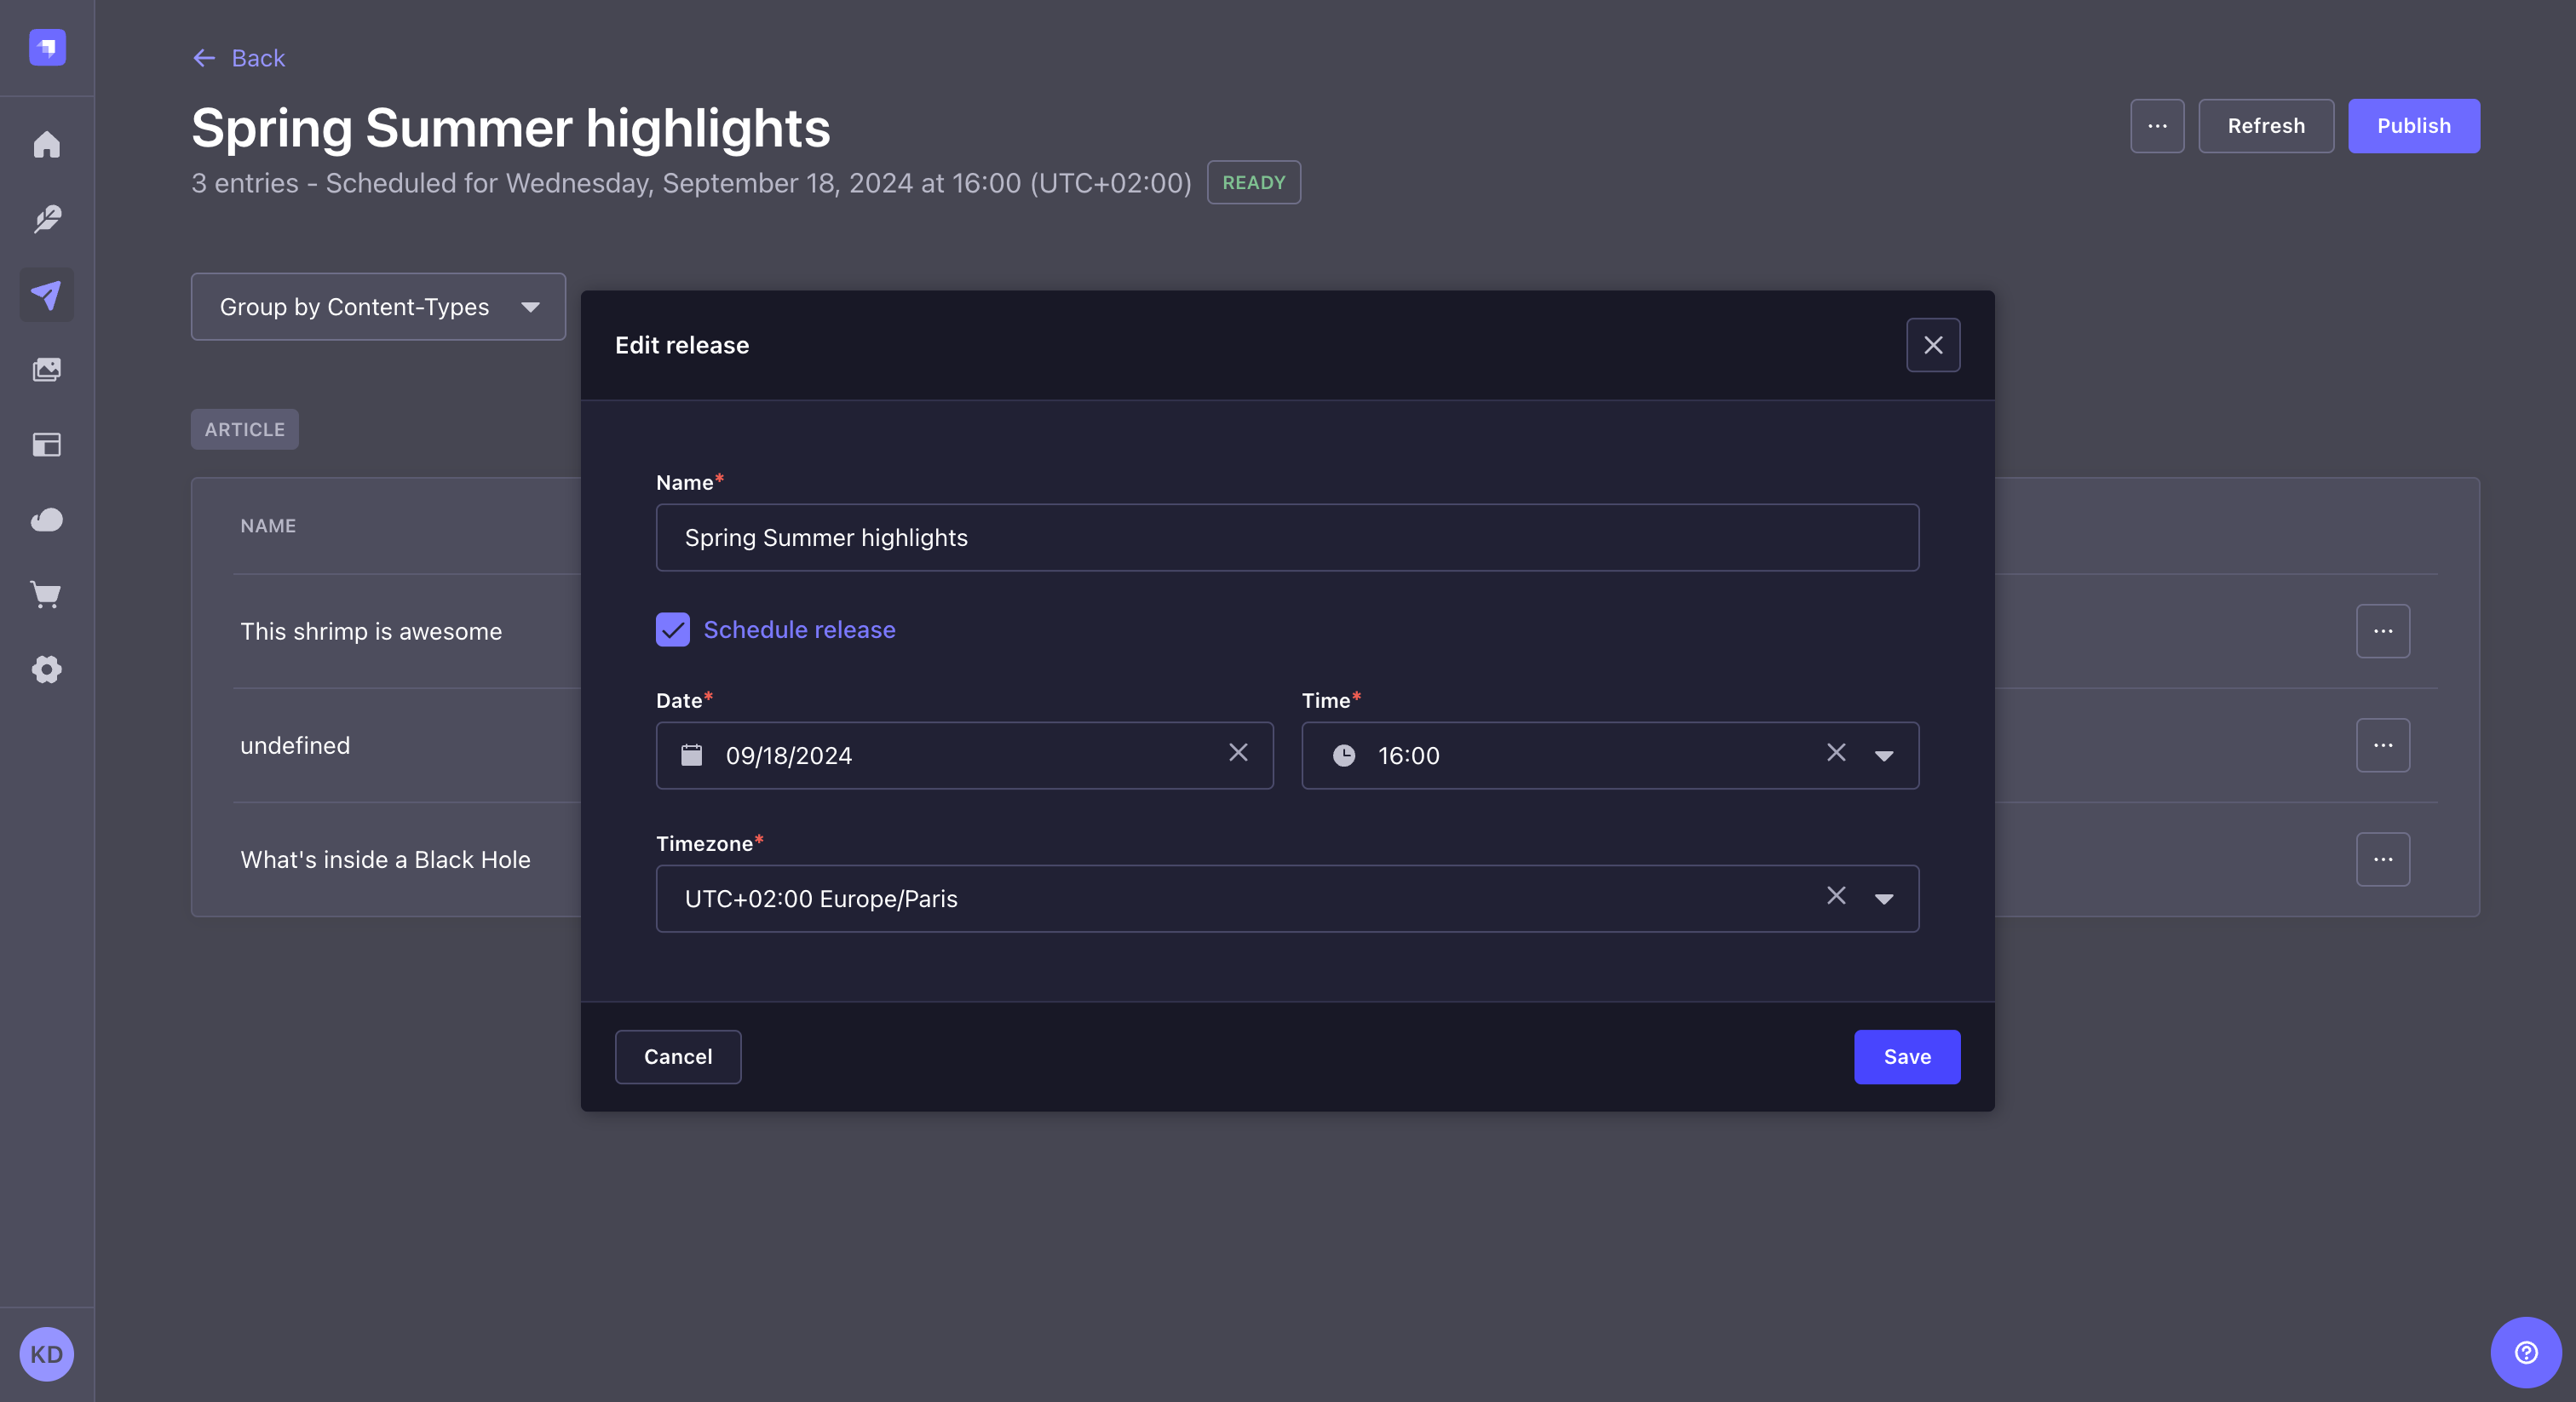 Back
Spring Summer highlights
··· Refresh Publish
3 entries - Scheduled for Wednesday, September 18, 2024 at 16:00 (UTC+02:00) READY
Group by Content-Types
Edit release
ARTICLE
Name*
Spring Summer highlights
NAME
Schedule release
This shrimp is awesome
Date* Time*
09/18/2024 16:00
undefined
Timezone*
UTC+02:00 Europe/Paris
What's inside a Black Hole
Cancel Save
KD